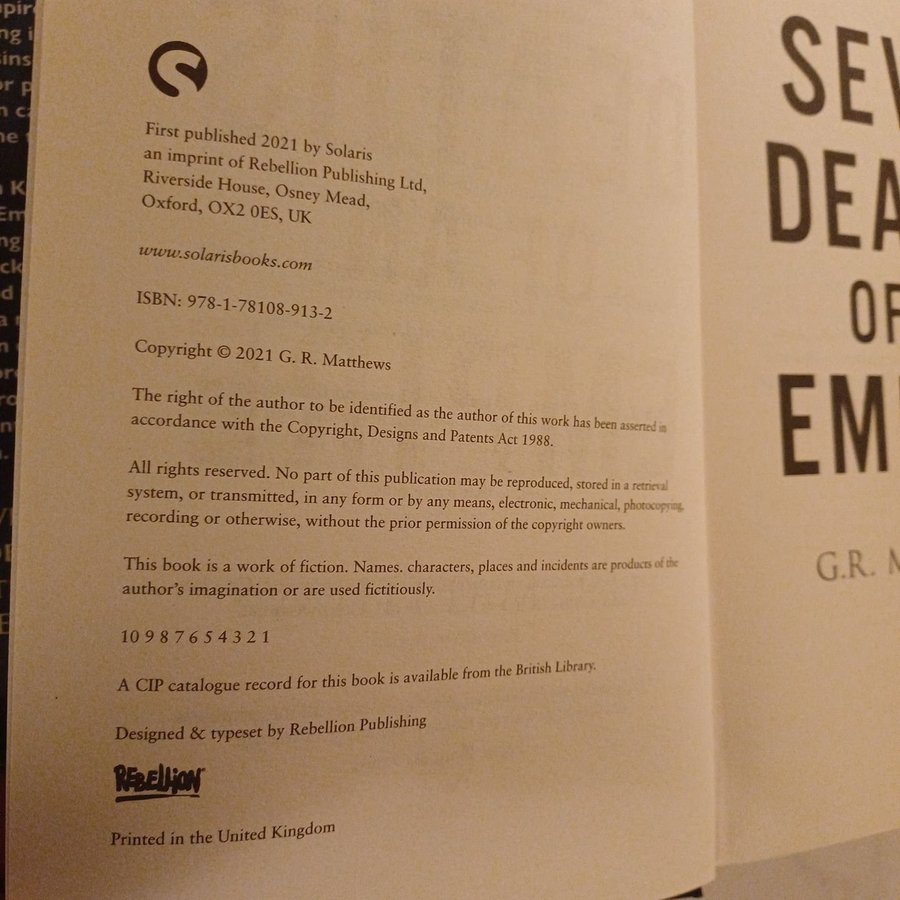 First published 2021 by Solaris
an imprint of Rebellion Publishing Ltd,
Riverside House, Osney Mead,
Oxford, OX2 0ES, UK
www.solarisbooks.com
ISBN: 978-1-78108-913-2
Copyright © 2021 G. R. Matthews
The right of the author to be identified as the author of this work has been asserted in
accordance with the Copyright, Designs and Patents Act 1988.
All rights reserved. No part of this publication may be reproduced, stored in a retrieval
system, or transmitted, in any form or by any means, electronic, mechanical, photocopying,
recording or otherwise, without the prior permission of the copyright owners.
This book is a work of fiction. Names. characters, places and incidents are products of the
author's imagination or are used fictitiously.
10 9 8 7 6 5 4 3 2 1
A CIP catalogue record for this book is available from the British Library.
Designed & typeset by Rebellion Publishing
REBELLION
Printed in the United Kingdom
SEV
DEA
OF
EM
G.R. M